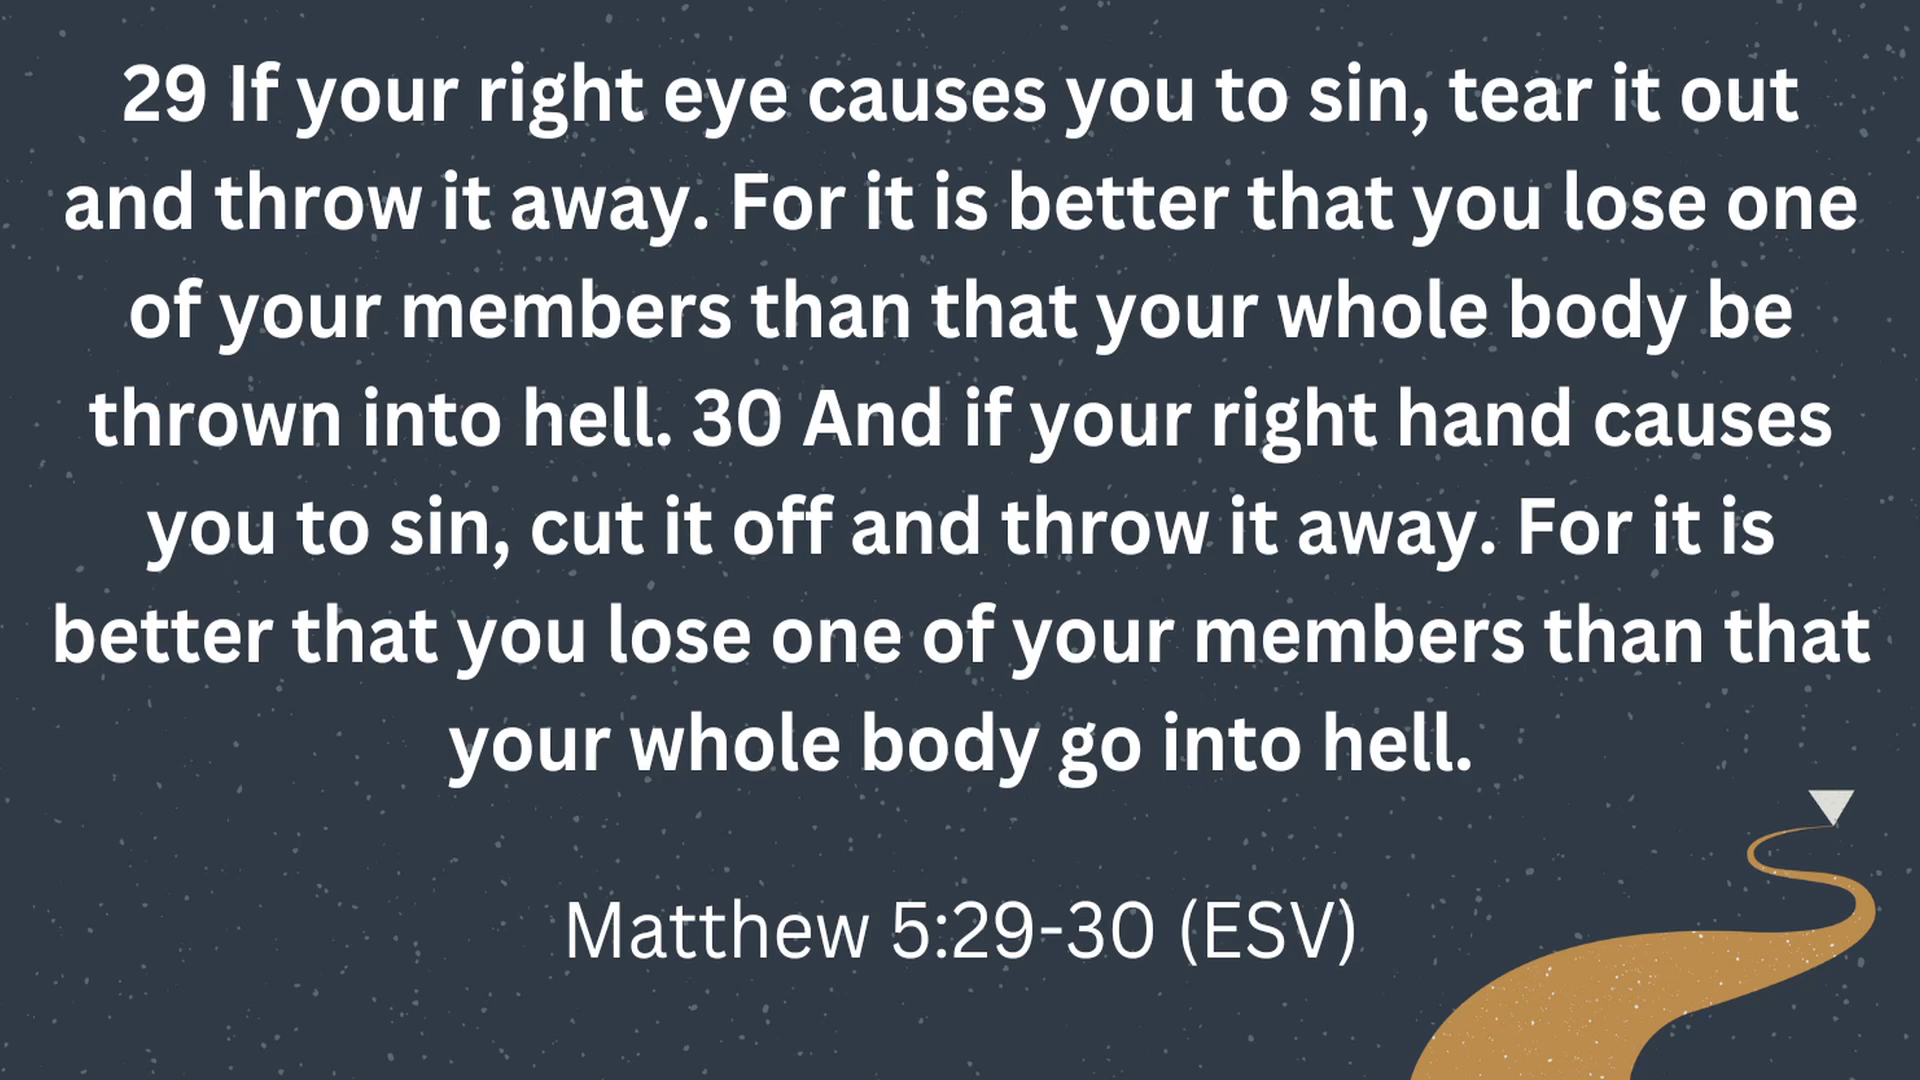 29 If your right eye causes you to sin, tear it out
and throw it away. For it is better that you lose one
of your members than that your whole body be
thrown into hell. 30 And if your right hand causes
you to sin, cut it off and throw it away. For it is
better that you lose one of your members than that
your whole body go into hell.
Matthew 5:29-30 (ESV)